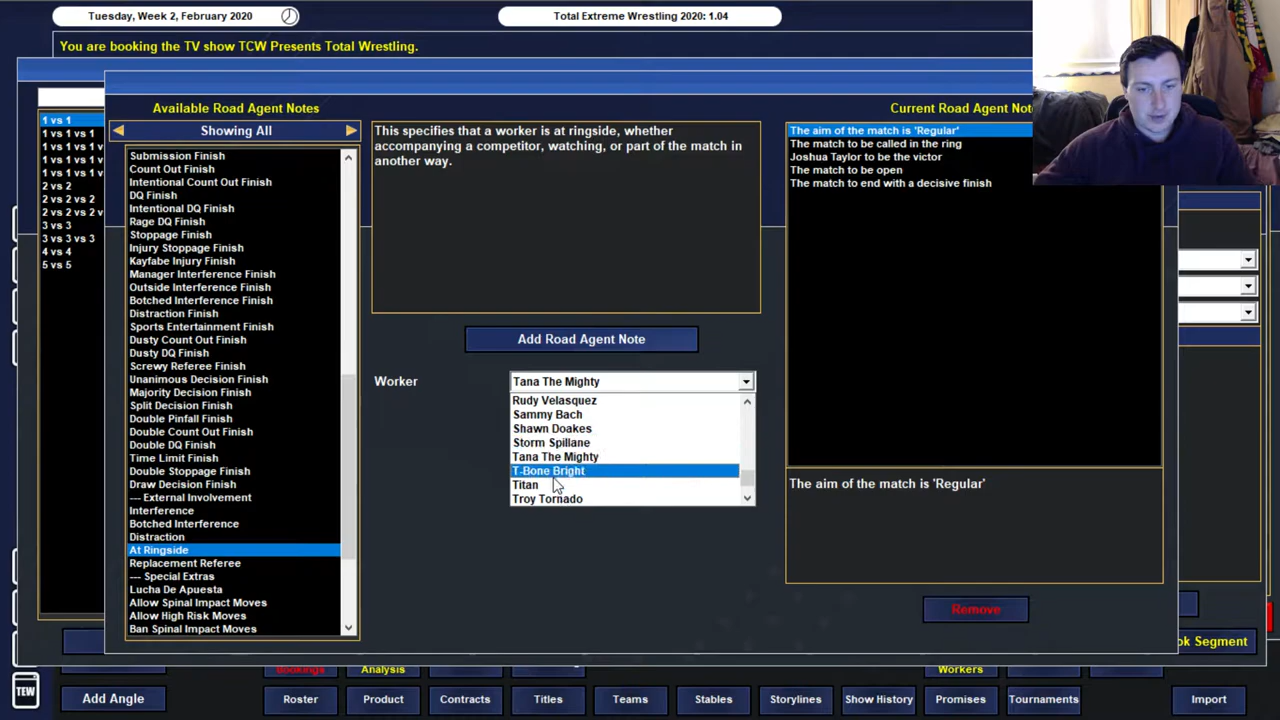 Tuesday, Week 2, February 2020
Total Extreme Wrestling 2020: 1.04
You are booking the TV show TCW Presents Total Wrestling.
Available Road Agent Notes
Showing All
Submission Finish
Count Out Finish
Intentional Count Out Finish
DQ Finish
Intentional DQ Finish
Rage DQ Finish
Stoppage Finish
Injury Stoppage Finish
Kayfabe Injury Finish
Manager Interference Finish
Outside Interference Finish
Botched Interference Finish
Distraction Finish
Sports Entertainment Finish
Dusty Count Out Finish
Dusty DQ Finish
Screwy Referee Finish
Unanimous Decision Finish
Majority Decision Finish
Split Decision Finish
Double Pinfall Finish
Double Count Out Finish
Double DQ Finish
Time Limit Finish
Double Stoppage Finish
Draw Decision Finish
--- External Involvement
Interference
Botched Interference
Distraction
At Ringside
Replacement Referee
--- Special Extras
Lucha De Apuesta
Allow Spinal Impact Moves
Allow High Risk Moves
Ban Spinal Impact Moves
1 vs 1
1 vs 1 vs 1
1 vs 1 vs 1 v
1 vs 1 vs 1 v
1 vs 1 vs 1 v
2 vs 2
2 vs 2 vs 2
2 vs 2 vs 2 v
3 vs 3
3 vs 3 vs 3
4 vs 4
5 vs 5
This specifies that a worker is at ringside, whether
accompanying a competitor, watching, or part of the match in
another way.
Add Road Agent Note
Worker
Tana The Mighty
Rudy Velasquez
Sammy Bach
Shawn Doakes
Storm Spillane
Tana The Mighty
T-Bone Bright
Titan
Troy Tornado
Current Road Agent Note
The aim of the match is 'Regular'
The match to be called in the ring
Joshua Taylor to be the victor
The match to be open
The match to end with a decisive finish
The aim of the match is 'Regular'
Remove
ok Segment
Bookings
Analysis
Workers
TEW
Add Angle
Roster
Product
Contracts
Titles
Teams
Stables
Storylines
Show History
Promises
Tournaments
Import